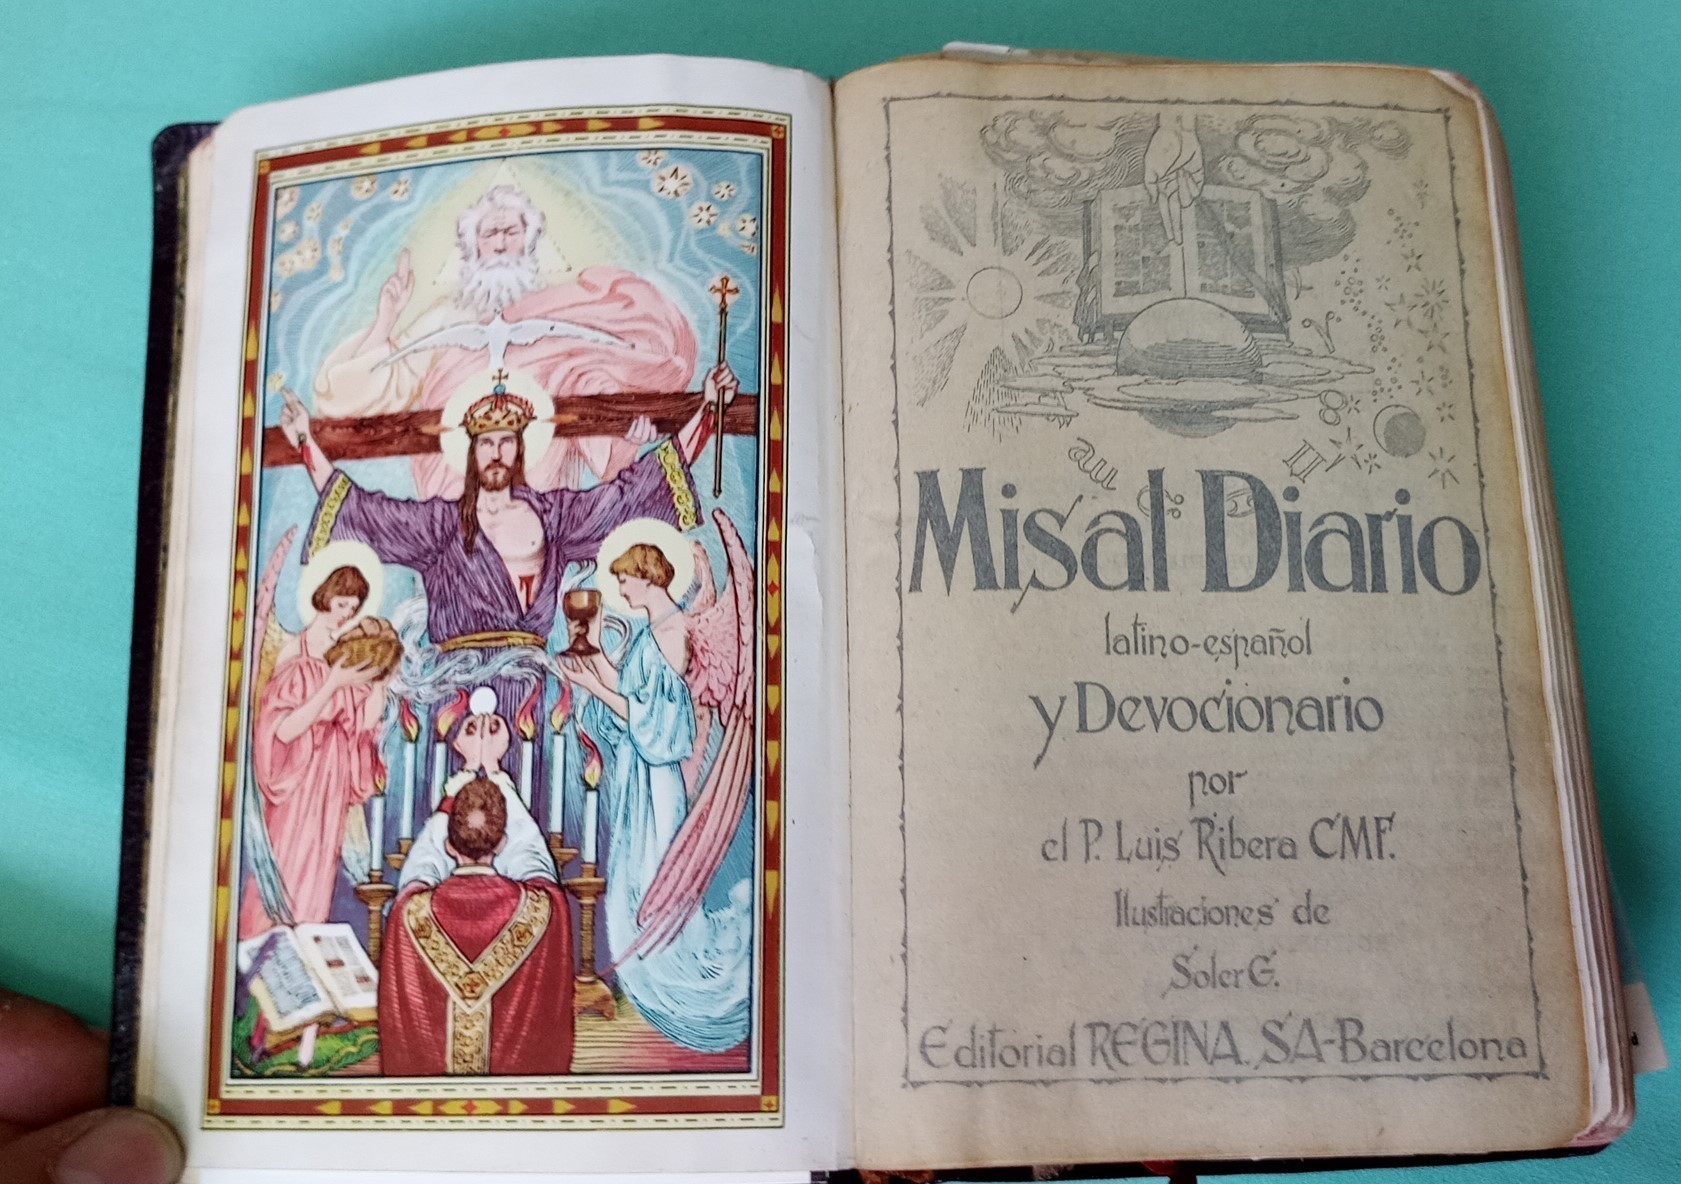 Misal Diario
latino-español
y Devocionario
por
el P. Luis Ribera CMF.
Ilustraciones de
Soler G.
Editorial REGINA. SA-Barcelona